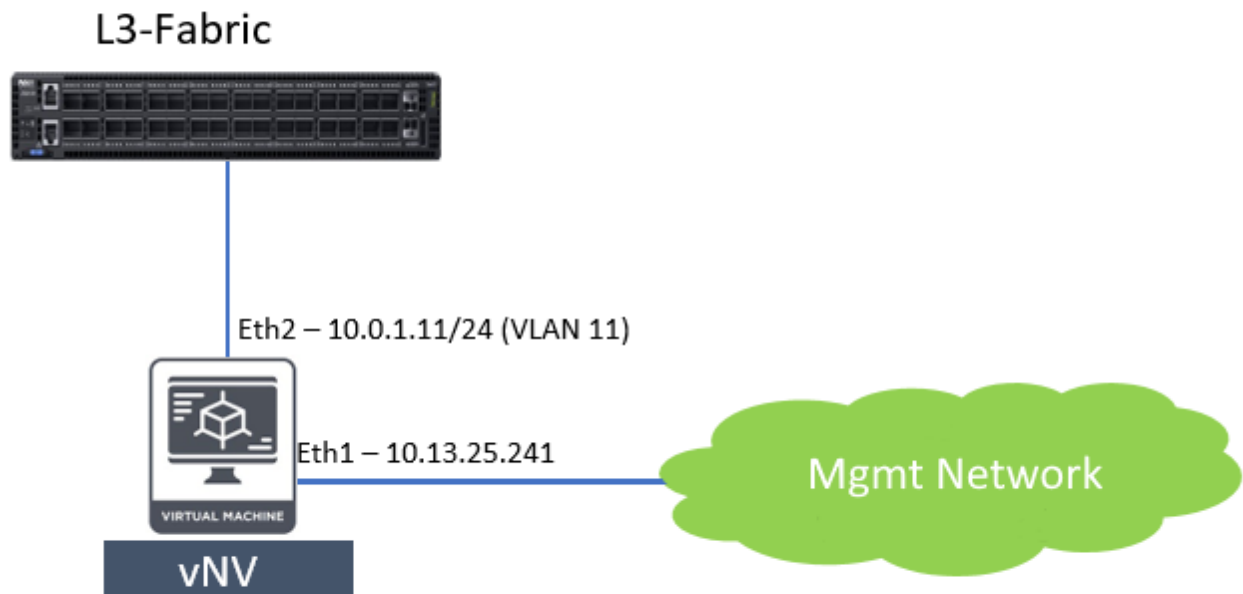 L3-Fabric
Eth2 – 10.0.1.11/24 (VLAN 11)
Eth1 – 10.13.25.241
Mgmt Network
VIRTUAL MACHINE
vNV